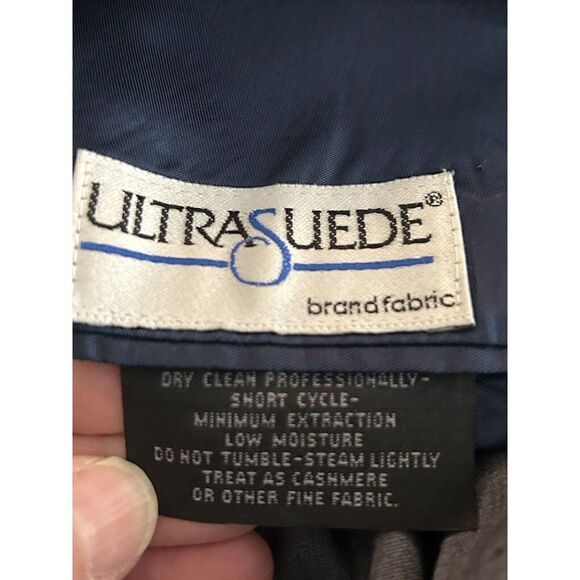 ULTRASUEDE®
brand fabric
DRY CLEAN PROFESSIONALLY-
SHORT CYCLE-
MINIMUM EXTRACTION
LOW MOISTURE
DO NOT TUMBLE-STEAM LIGHTLY
TREAT AS CASHMERE
OR OTHER FINE FABRIC.